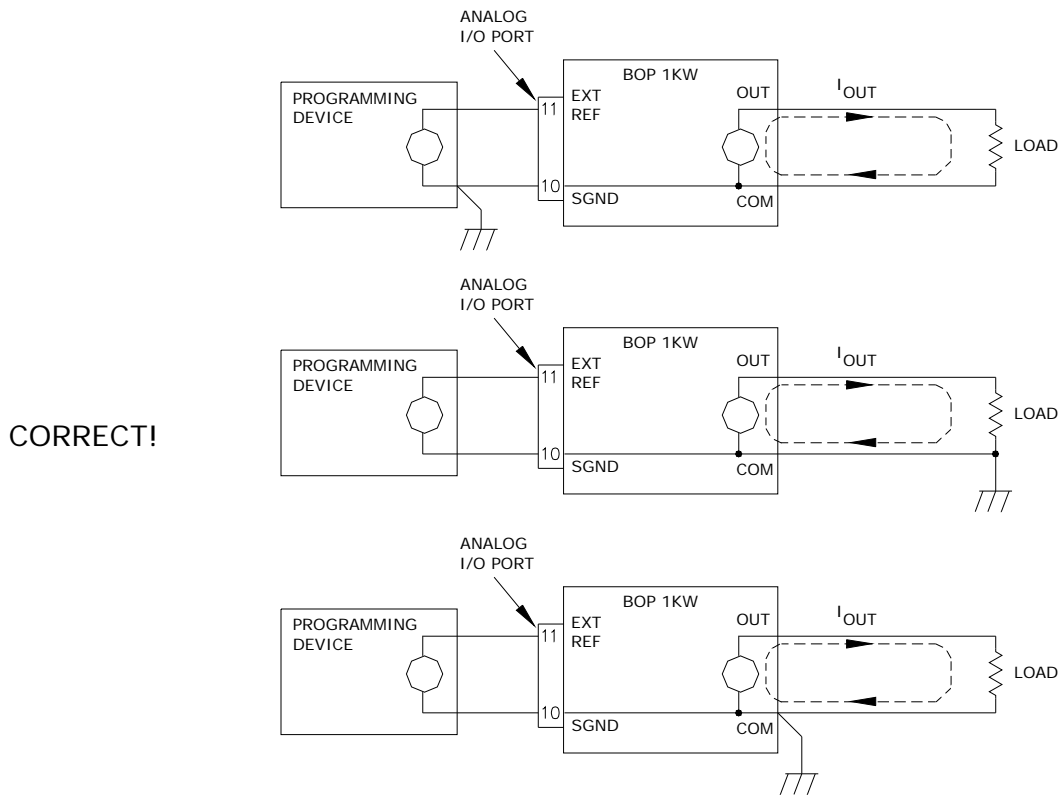 ANALOG
I/O PORT
PROGRAMMING
DEVICE
11
EXT
REF
BOP 1KW
OUT
IOUT
LOAD
10
SGND
COM
ANALOG
I/O PORT
CORRECT!
PROGRAMMING
DEVICE
11
EXT
REF
BOP 1KW
OUT
IOUT
LOAD
10
SGND
COM
ANALOG
I/O PORT
PROGRAMMING
DEVICE
11
EXT
REF
BOP 1KW
OUT
IOUT
LOAD
10
SGND
COM